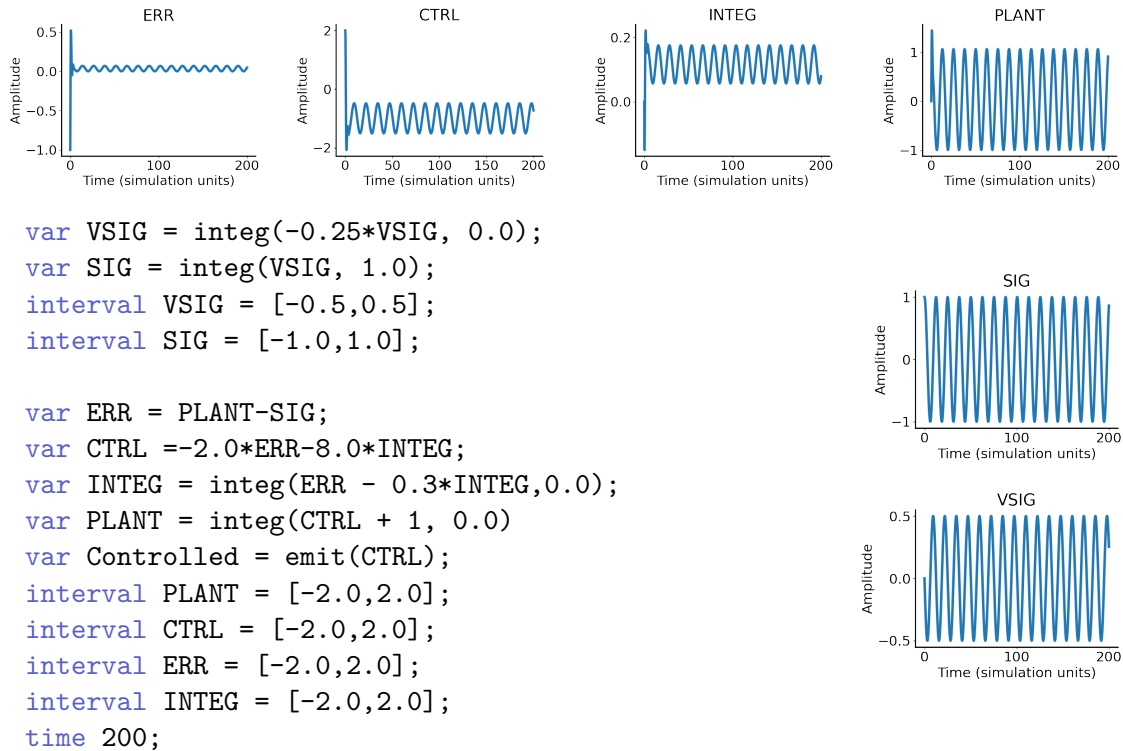 ERR
Amplitude
0.5
0.0
−0.5
−1.0
0
100
200
Time (simulation units)
CTRL
Amplitude
2
0
−2
0
50
100
150
200
Time (simulation units)
INTEG
Amplitude
0.2
0.0
0
100
200
Time (simulation units)
PLANT
Amplitude
1
0
−1
0
100
200
Time (simulation units)
var VSIG = integ(-0.25*VSIG, 0.0);
var SIG = integ(VSIG, 1.0);
interval VSIG = [-0.5,0.5];
interval SIG = [-1.0,1.0];
var ERR = PLANT-SIG;
var CTRL =-2.0*ERR-8.0*INTEG;
var INTEG = integ(ERR - 0.3*INTEG,0.0);
var PLANT = integ(CTRL + 1, 0.0)
var Controlled = emit(CTRL);
interval PLANT = [-2.0,2.0];
interval CTRL = [-2.0,2.0];
interval ERR = [-2.0,2.0];
interval INTEG = [-2.0,2.0];
time 200;
SIG
Amplitude
1
0
−1
0
100
200
Time (simulation units)
VSIG
Amplitude
0.5
0.0
−0.5
0
100
200
Time (simulation units)